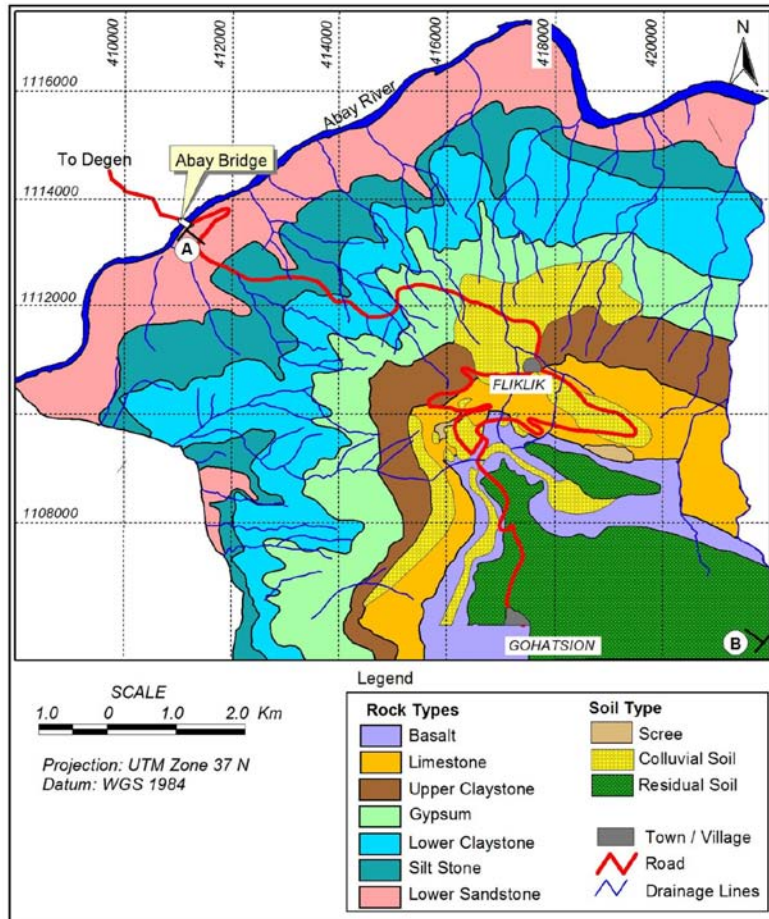 410000
412000
414000
416000
418000
420000
N
1116000
Abay River
To Degen
Abay Bridge
1114000
A
1112000
FLIKLIK
1108000
B
GOHATSION
SCALE
1.0 0 1.0 2.0 Km
Projection: UTM Zone 37 N
Datum: WGS 1984
Legend
Rock Types
Basalt
Limestone
Upper Claystone
Gypsum
Lower Claystone
Silt Stone
Lower Sandstone
Soil Type
Scree
Colluvial Soil
Residual Soil
Town / Village
Road
Drainage Lines